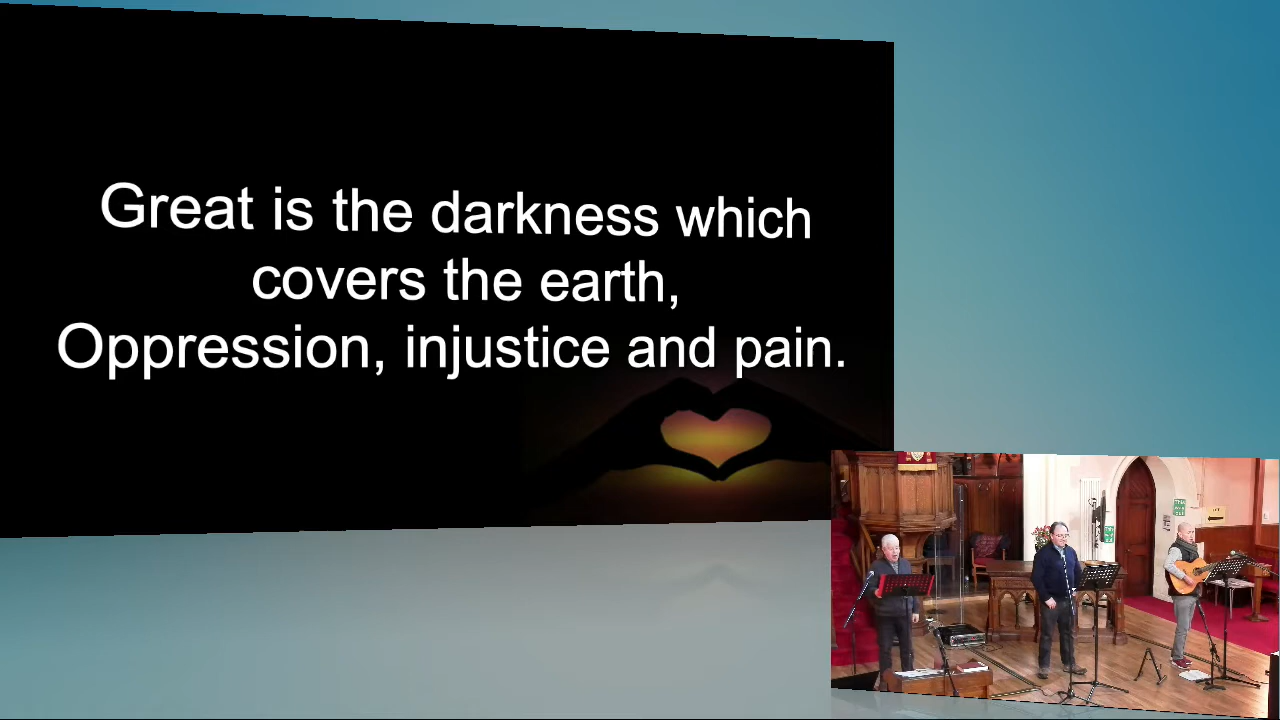 Great is the darkness which
covers the earth,
Oppression, injustice and pain.